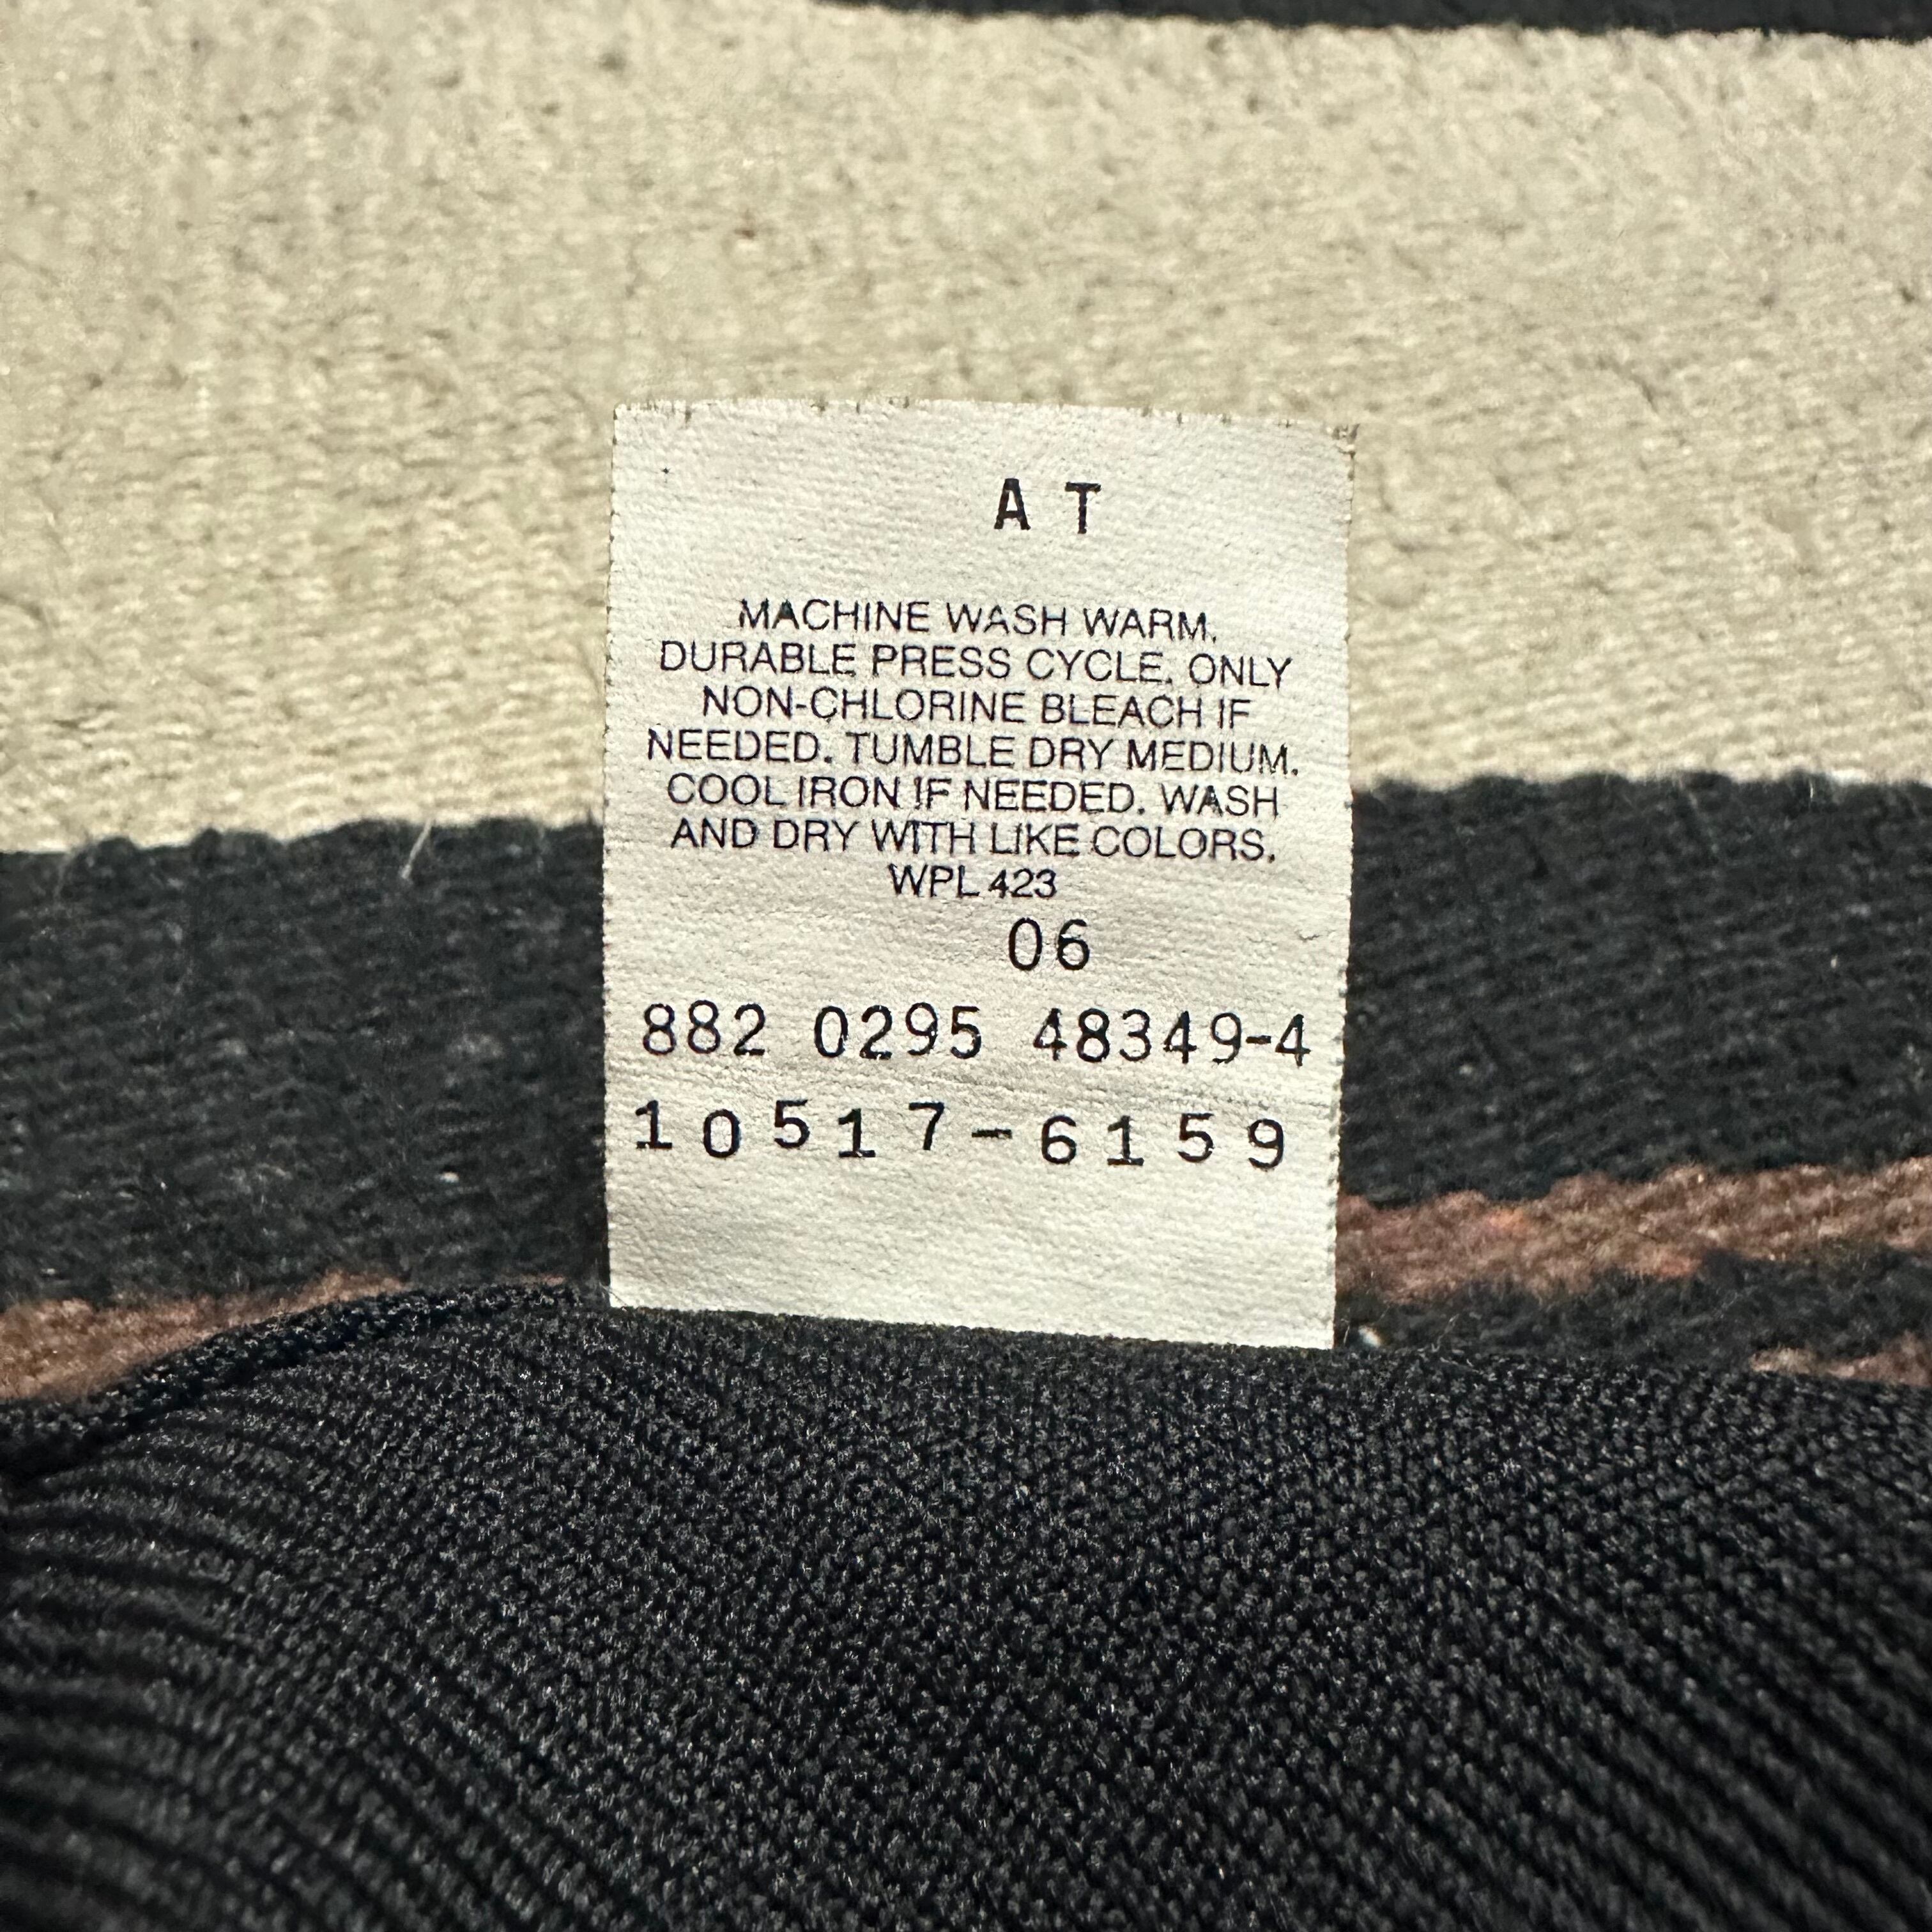 A T
MACHINE WASH WARM.
DURABLE PRESS CYCLE. ONLY
NON-CHLORINE BLEACH IF
NEEDED. TUMBLE DRY MEDIUM.
COOL IRON IF NEEDED. WASH
AND DRY WITH LIKE COLORS.
WPL 423
06
882 0295 48349-4
10517-6159